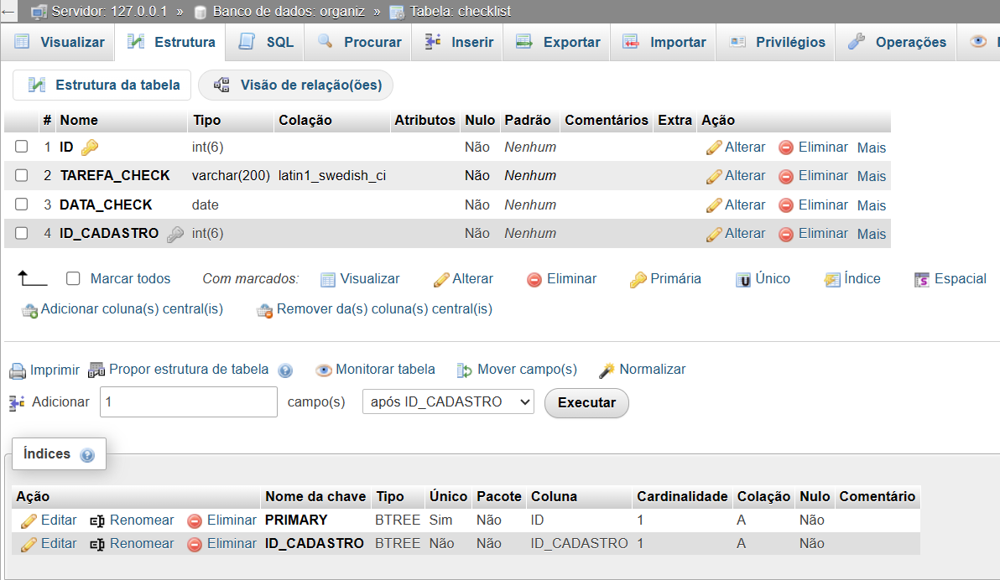 Servidor: 127.0.0.1 » Banco de dados: organiz » Tabela: checklist
Visualizar Estrutura SQL Procurar Inserir Exportar Importar Privilégios Operações
Estrutura da tabela Visão de relação(ões)
# Nome Tipo Colação Atributos Nulo Padrão Comentários Extra Ação
1 ID int(6) Não Nenhum Alterar Eliminar Mais
2 TAREFA_CHECK varchar(200) latin1_swedish_ci Não Nenhum Alterar Eliminar Mais
3 DATA_CHECK date Não Nenhum Alterar Eliminar Mais
4 ID_CADASTRO int(6) Não Nenhum Alterar Eliminar Mais
Marcar todos Com marcados: Visualizar Alterar Eliminar Primária Único Índice Espacial
Adicionar coluna(s) central(is) Remover da(s) coluna(s) central(is)
Imprimir Propor estrutura de tabela Monitorar tabela Mover campo(s) Normalizar
Adicionar 1 campo(s) após ID_CADASTRO Executar
Índices
Ação Nome da chave Tipo Único Pacote Coluna Cardinalidade Colação Nulo Comentário
Editar Renomear Eliminar PRIMARY BTREE Sim Não ID 1 A Não
Editar Renomear Eliminar ID_CADASTRO BTREE Não Não ID_CADASTRO 1 A Não